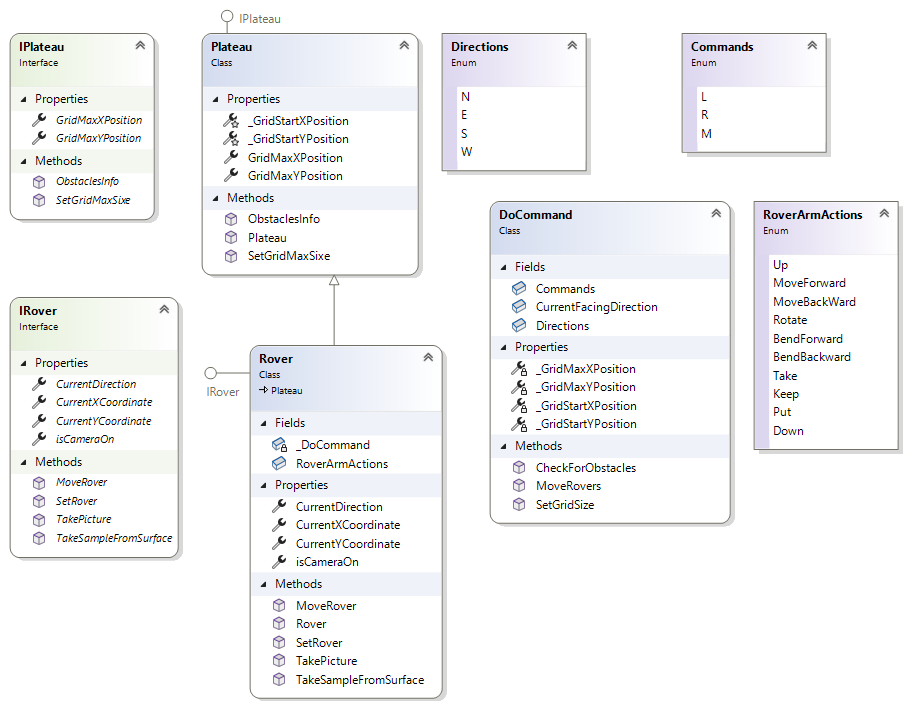 IPlateau
IPlateau
Interface
Properties
GridMaxXPosition
GridMaxYPosition
Methods
ObstaclesInfo
SetGridMaxSixe
Plateau
Class
Properties
_GridStartXPosition
_GridStartYPosition
GridMaxXPosition
GridMaxYPosition
Methods
ObstaclesInfo
Plateau
SetGridMaxSixe
Directions
Enum
N
E
S
W
Commands
Enum
L
R
M
IRover
Interface
Properties
CurrentDirection
CurrentXCoordinate
CurrentYCoordinate
isCameraOn
Methods
MoveRover
SetRover
TakePicture
TakeSampleFromSurface
IRover
Rover
Class
Plateau
Fields
_DoCommand
RoverArmActions
Properties
CurrentDirection
CurrentXCoordinate
CurrentYCoordinate
isCameraOn
Methods
MoveRover
Rover
SetRover
TakePicture
TakeSampleFromSurface
DoCommand
Class
Fields
Commands
CurrentFacingDirection
Directions
Properties
_GridMaxXPosition
_GridMaxYPosition
_GridStartXPosition
_GridStartYPosition
Methods
CheckForObstacles
MoveRovers
SetGridSize
RoverArmActions
Enum
Up
MoveForward
MoveBackWard
Rotate
BendForward
BendBackward
Take
Keep
Put
Down